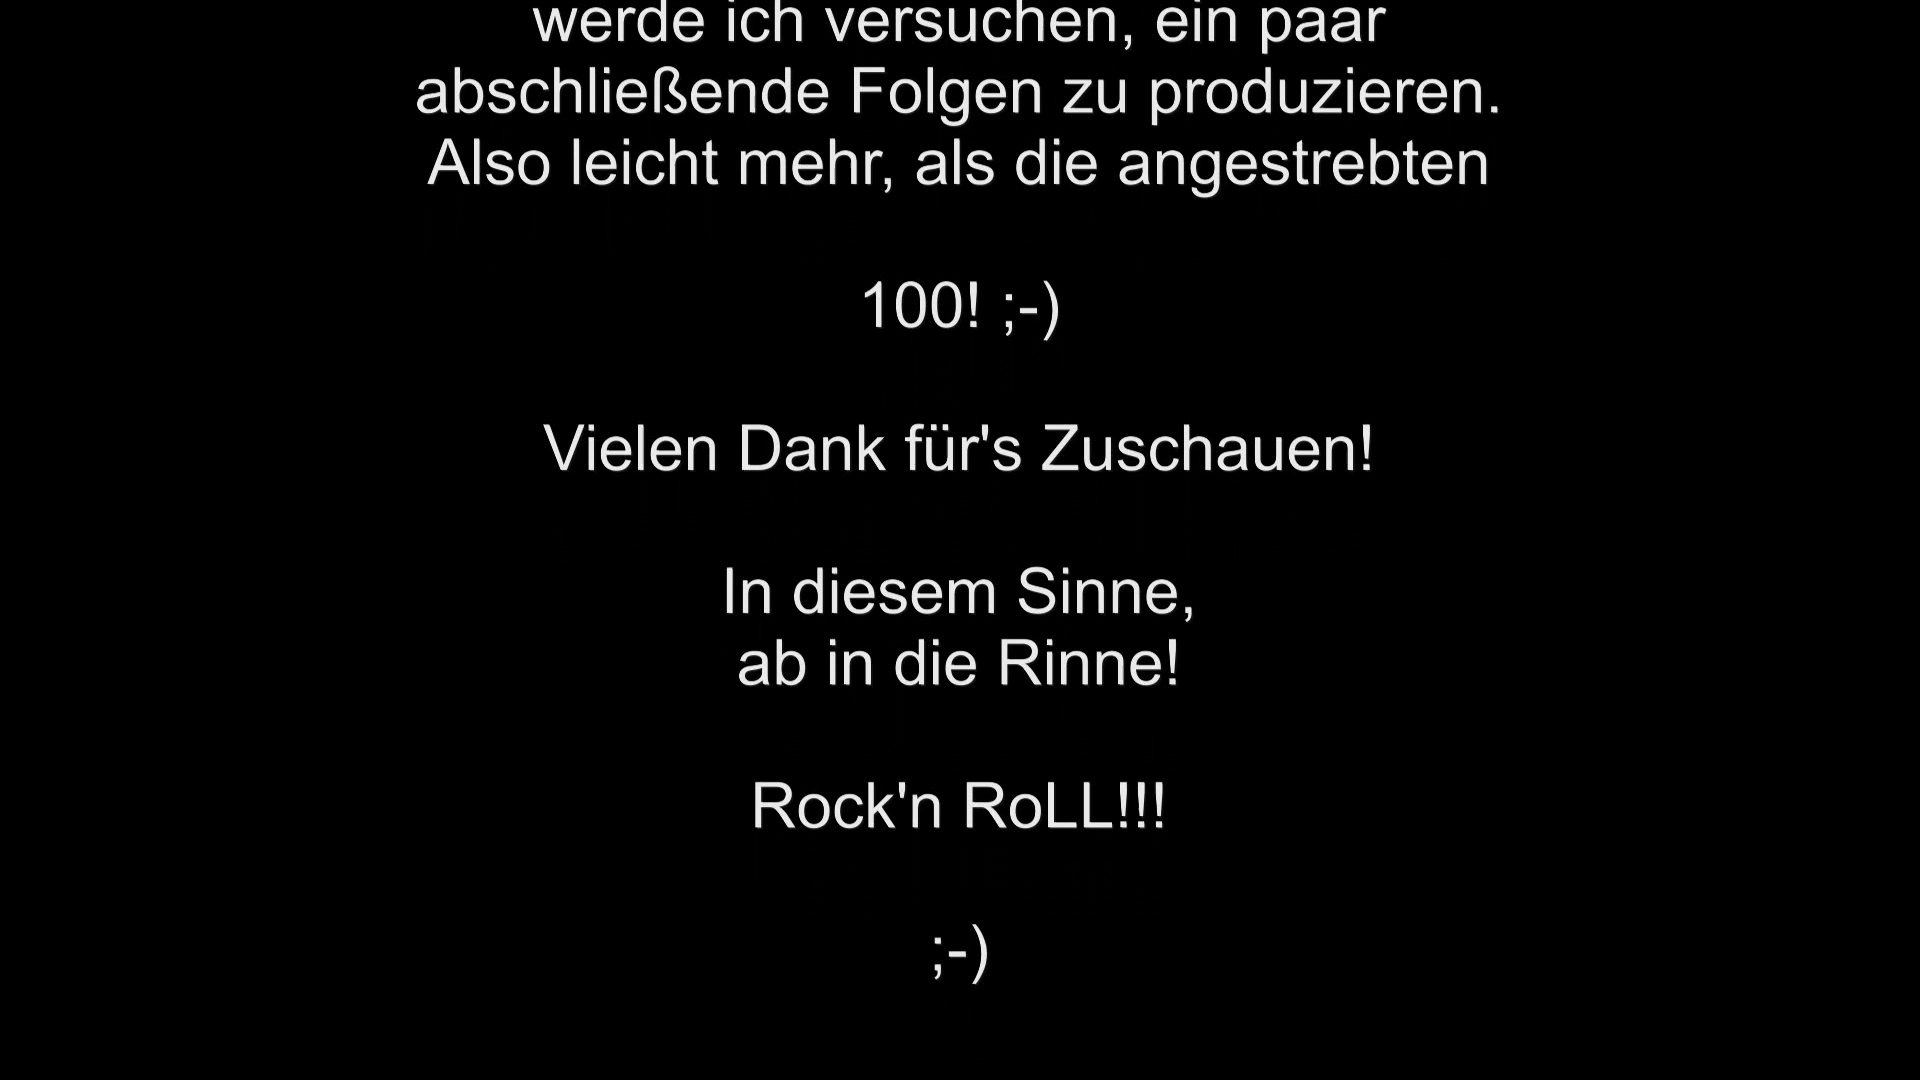 werde ich versuchen, ein paar
abschließende Folgen zu produzieren.
Also leicht mehr, als die angestrebten
100! ;-)
Vielen Dank für's Zuschauen!
In diesem Sinne,
ab in die Rinne!
Rock'n RoLL!!!
;-)